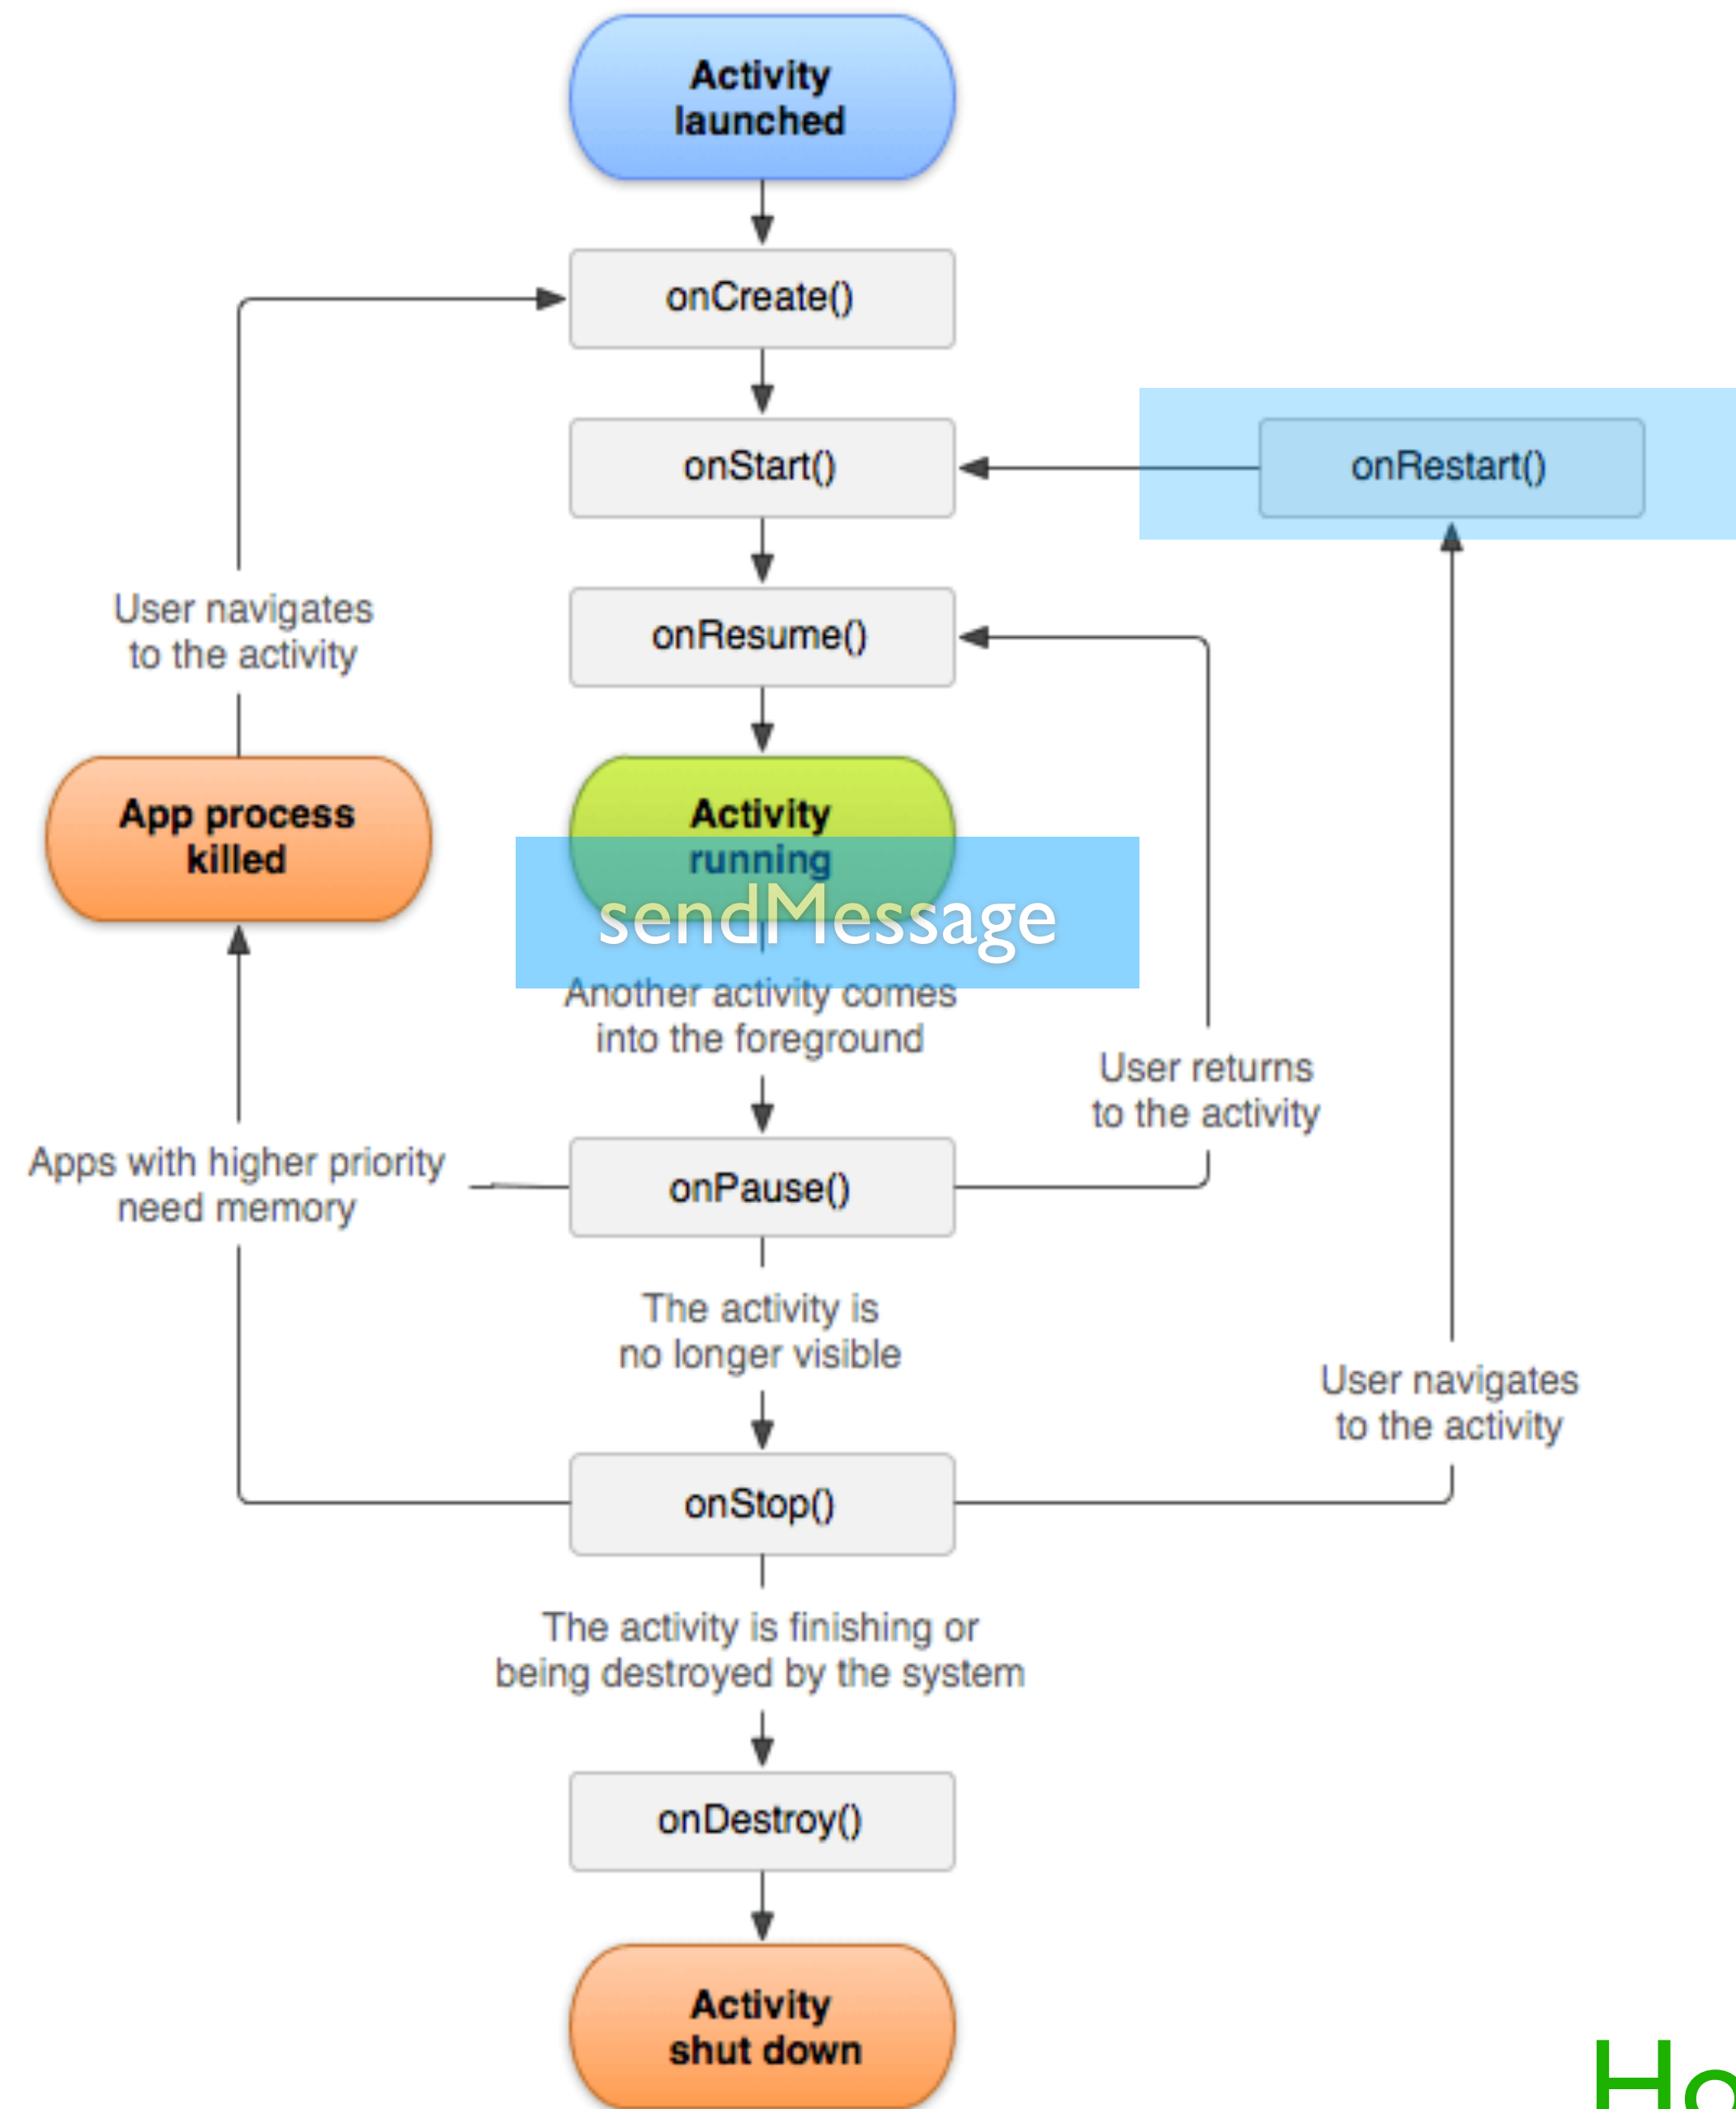 Activity
launched
onCreate()
onStart()
onRestart()
User navigates
to the activity
onResume()
App process
killed
Activity
running
sendMessage
Another activity comes
into the foreground
User returns
to the activity
Apps with higher priority
need memory
onPause()
The activity is
no longer visible
User navigates
to the activity
onStop()
The activity is finishing or
being destroyed by the system
onDestroy()
Activity
shut down